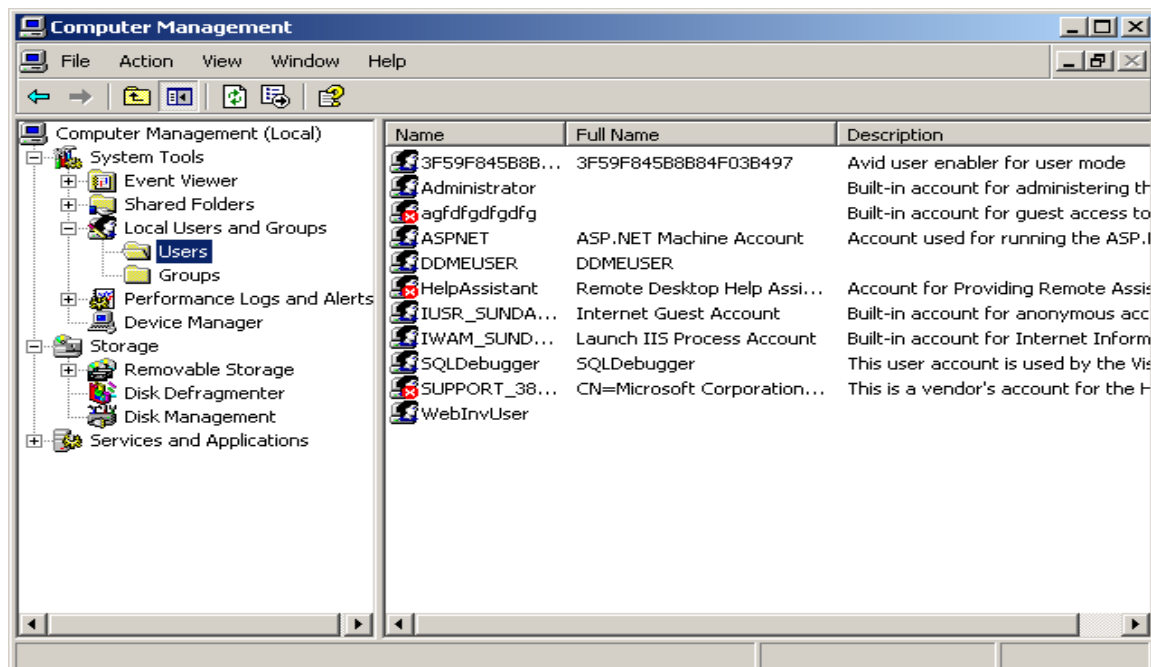 Computer Management
File Action View Window Help
Computer Management (Local)
System Tools
Event Viewer
Shared Folders
Local Users and Groups
Users
Groups
Performance Logs and Alerts
Device Manager
Storage
Removable Storage
Disk Defragmenter
Disk Management
Services and Applications
Name Full Name Description
3F59F845B8B... 3F59F845B8B84F03B497 Avid user enabler for user mode
Administrator Built-in account for administering th
agfdfgdfgdfg Built-in account for guest access to
ASPNET ASP.NET Machine Account Account used for running the ASP.
DDMEUSER DDMEUSER
HelpAssistant Remote Desktop Help Assi... Account for Providing Remote Assis
IUSR_SUNDA... Internet Guest Account Built-in account for anonymous acc
IWAM_SUND... Launch IIS Process Account Built-in account for Internet Inform
SQLDebugger SQLDebugger This user account is used by the Vis
SUPPORT_38... CN=Microsoft Corporation... This is a vendor's account for the H
WebInvUser